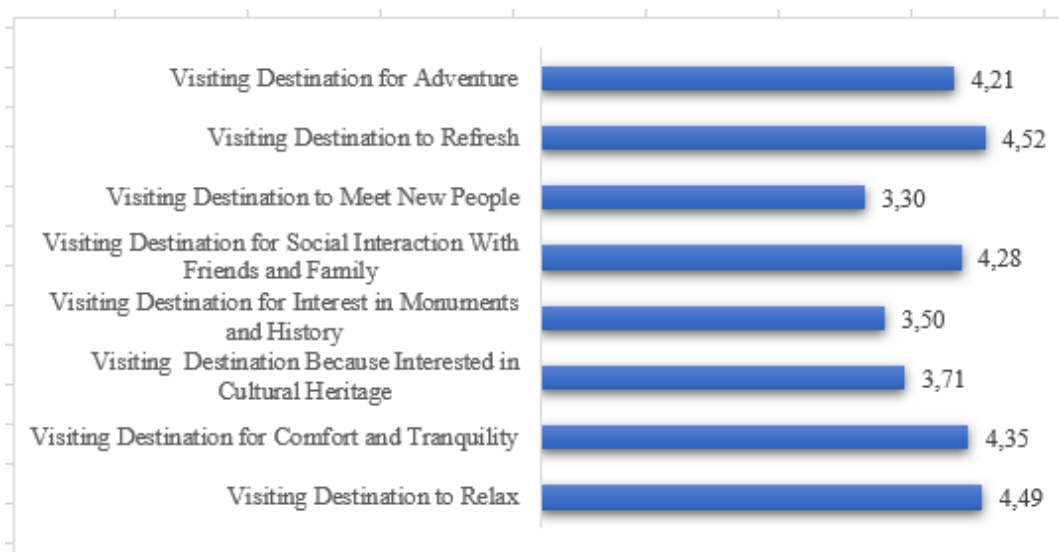 Visiting Destination for Adventure
4,21
Visiting Destination to Refresh
4,52
Visiting Destination to Meet New People
3,30
Visiting Destination for Social Interaction With
Friends and Family
4,28
Visiting Destination for Interest in Monuments
and History
3,50
Visiting Destination Because Interested in
Cultural Heritage
3,71
Visiting Destination for Comfort and Tranquility
4,35
Visiting Destination to Relax
4,49